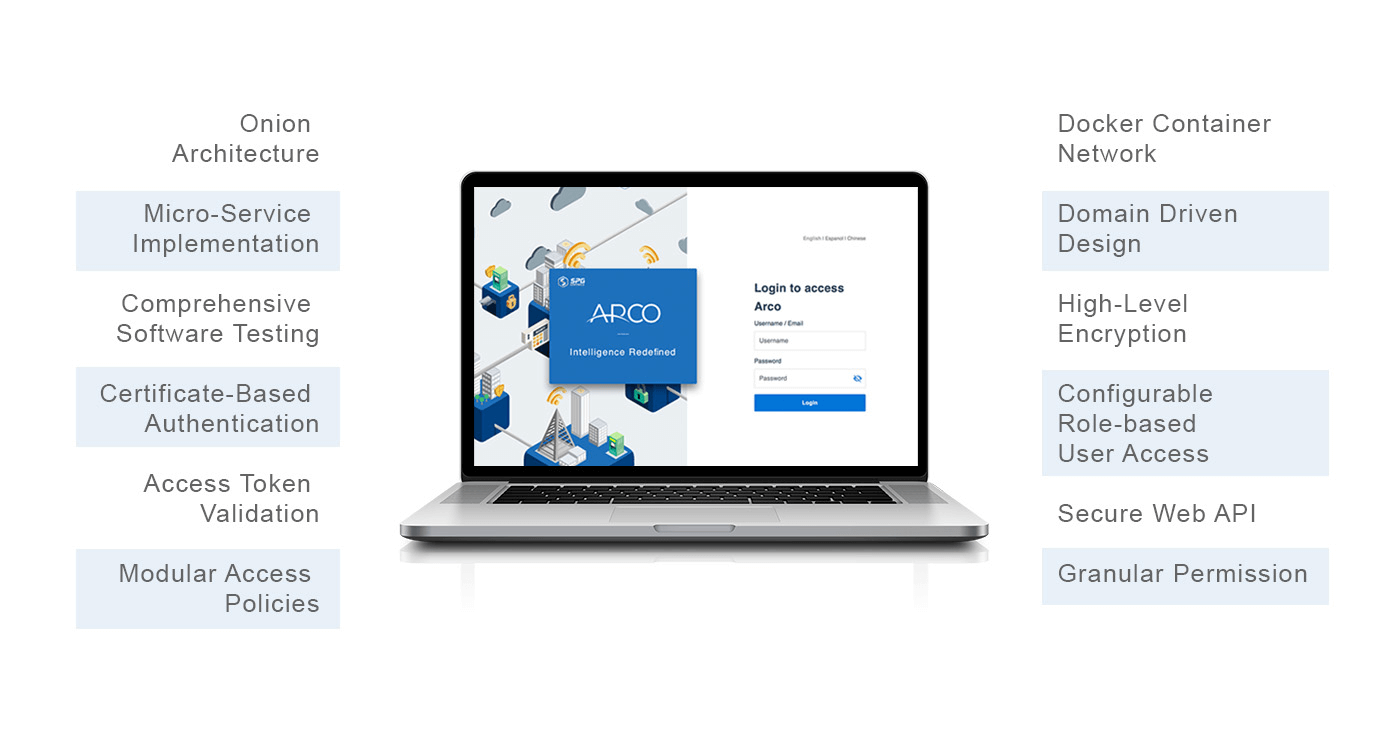 Onion
Architecture
Micro-Service
Implementation
Comprehensive
Software Testing
Certificate-Based
Authentication
Access Token
Validation
Modular Access
Policies
SPG
ARCO
Intelligence Redefined
English | Espanol | Chinese
Login to access
Arco
Username / Email
Username
Password
Password
Login
Docker Container
Network
Domain Driven
Design
High-Level
Encryption
Configurable
Role-based
User Access
Secure Web API
Granular Permission